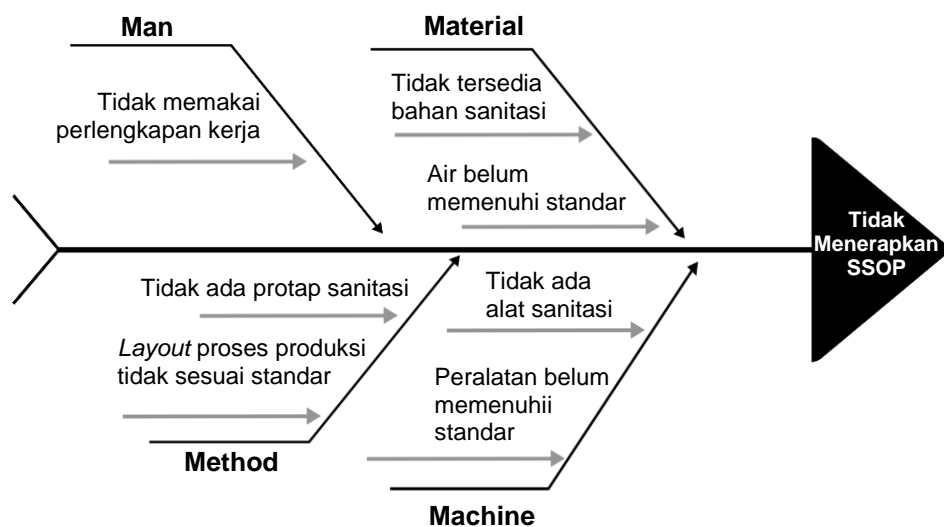 Man
Tidak memakai
perlengkapan kerja
Material
Tidak tersedia
bahan sanitasi
Air belum
memenuhi standar
Tidak
Menerapkan
SSOP
Tidak ada protap sanitasi
Layout proses produksi
tidak sesuai standar
Method
Tidak ada
alat sanitasi
Peralatan belum
memenuhii
standar
Machine